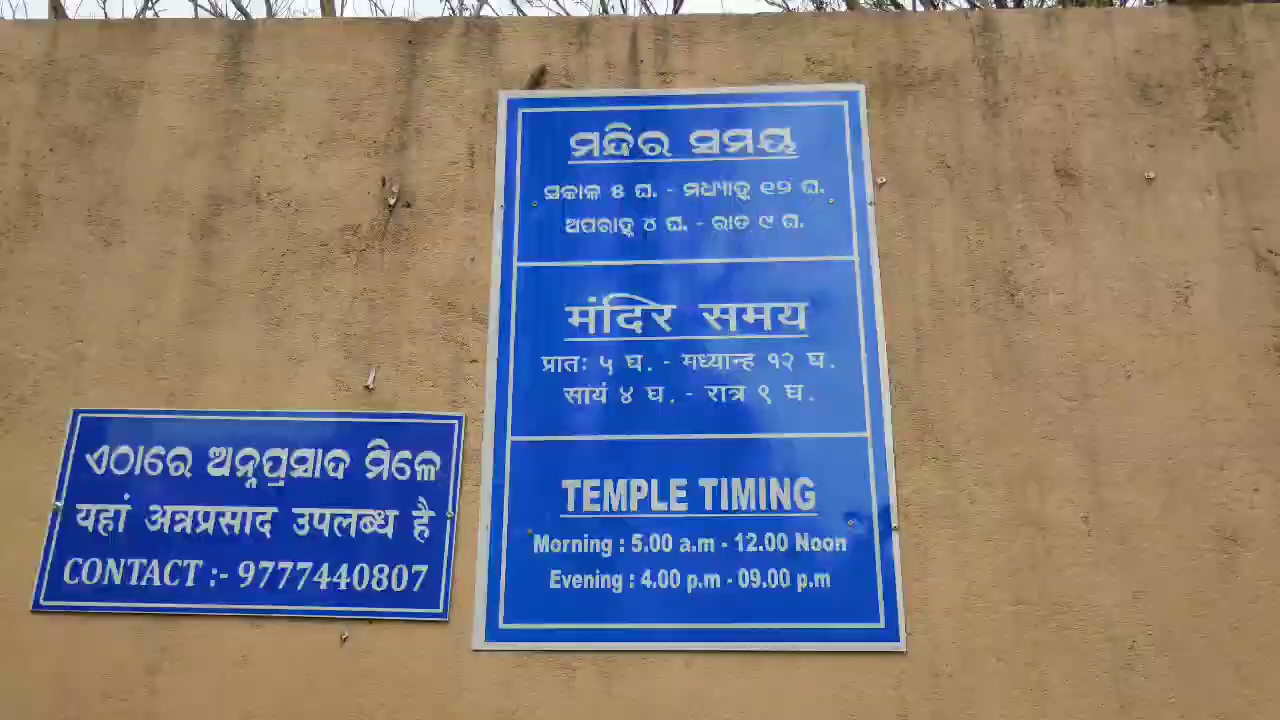 ମନ୍ଦିର ସମୟ
ସକାଳ ୫ ଘ. - ମଧ୍ୟାହ୍ନ ୧୨ ଘ.
ଅପରାହ୍ନ ୪ ଘ. - ରାତ ୯ ଘ.
मंदिर समय
प्रातः ५ घ. - मध्यान्ह १२ घ.
सायं ४ घ. - रात्र ९ घ.
TEMPLE TIMING
Morning : 5.00 a.m - 12.00 Noon
Evening : 4.00 p.m - 09.00 p.m
ଏଠାରେ ଅନ୍ନପ୍ରସାଦ ମିଳେ
यहां अन्नप्रसाद उपलब्ध है
CONTACT :- 9777440807